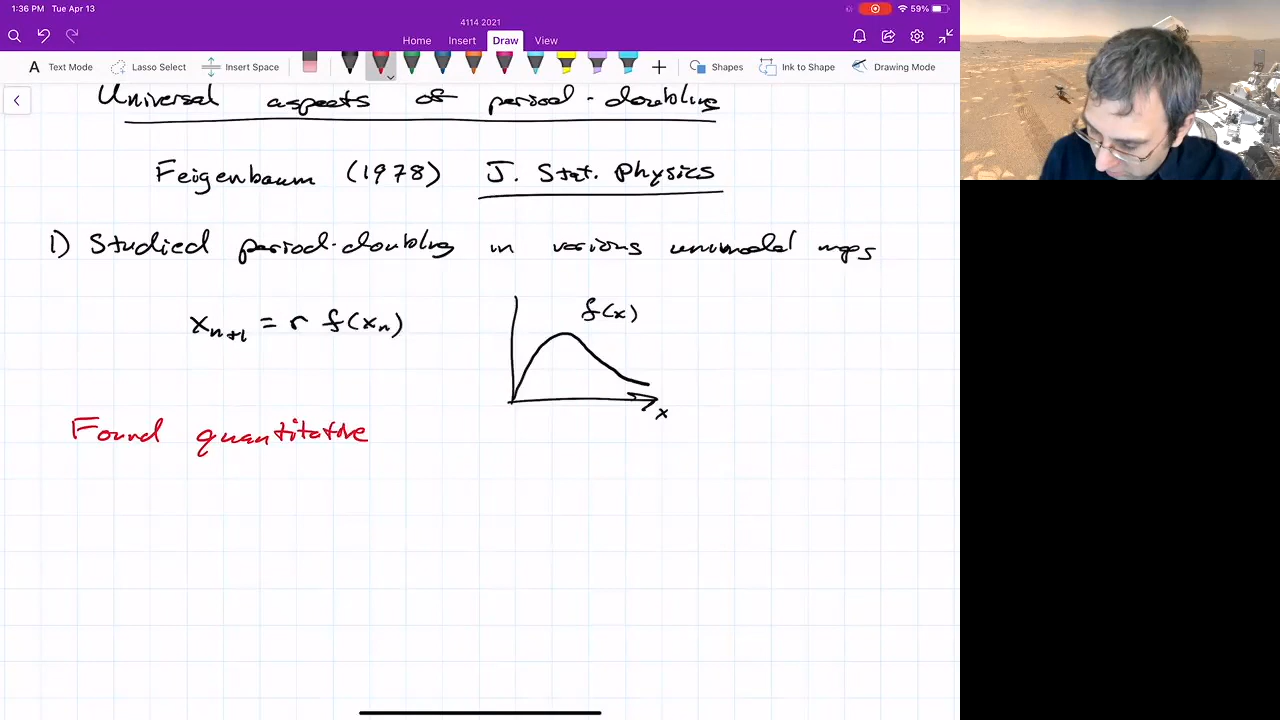 1:36 PM Tue Apr 13
59%
4114 2021
Home Insert Draw View
Text Mode Lasso Select Insert Space Shapes Ink to Shape Drawing Mode
Universal aspects of period-doubling
Feigenbaum (1978) J. Stat. Physics
1) Studied period-doubling in various unimodal maps
x_{n+1} = r f(x_n)
f(x)
x
Found quantitative